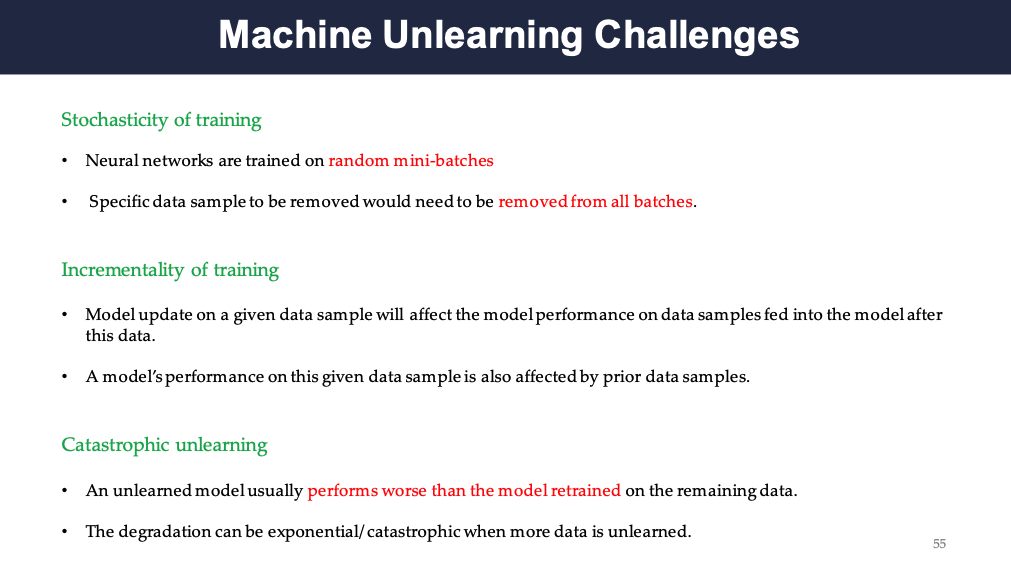 Machine Unlearning Challenges
Stochasticity of training
• Neural networks are trained on random mini-batches
• Specific data sample to be removed would need to be removed from all batches.
Incrementality of training
• Model update on a given data sample will affect the model performance on data samples fed into the model after
this data.
• A model’s performance on this given data sample is also affected by prior data samples.
Catastrophic unlearning
• An unlearned model usually performs worse than the model retrained on the remaining data.
• The degradation can be exponential/catastrophic when more data is unlearned.
55